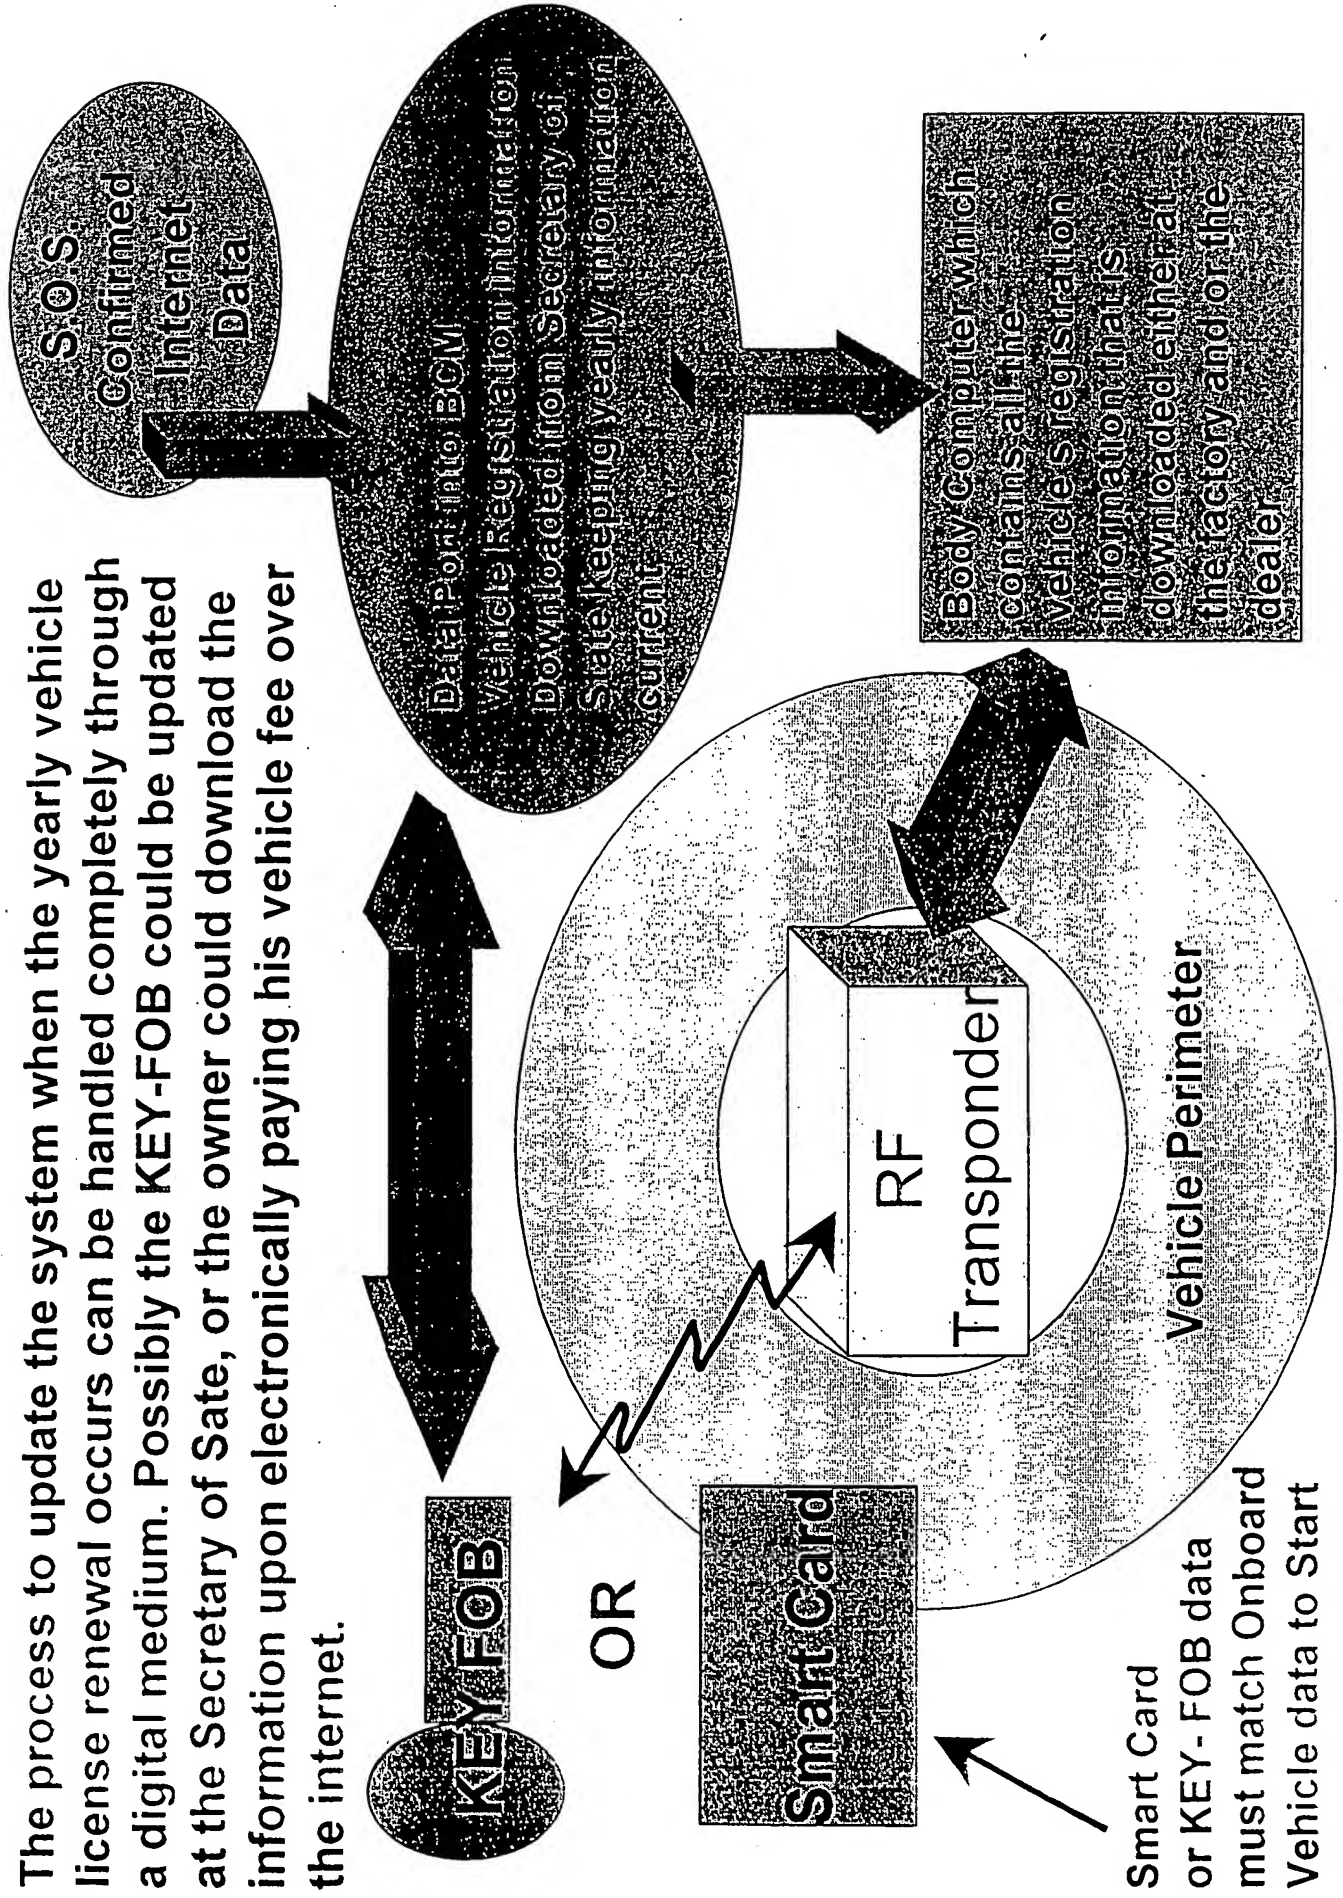 The process to update the system when the yearly vehicle
license renewal occurs can be handled completely through
a digital medium. Possibly the KEY-FOB could be updated
at the Secretary of Sate, or the owner could download the
information upon electronically paying his vehicle fee over
the internet.
S.O.S.
Confirmed
Internet
Data
KEY FOB
Data Port into BCM
Vehicle Registration information
Downloaded from Secretary of
State keeping yearly information
current.
OR
Smart Card
RF
Transponder
Vehicle Perimeter
Body Computer which
contains all the
vehicles registration
information that is
downloaded either at
the factory and or the
dealer.
Smart Card
or KEY-FOB data
must match Onboard
Vehicle data to Start